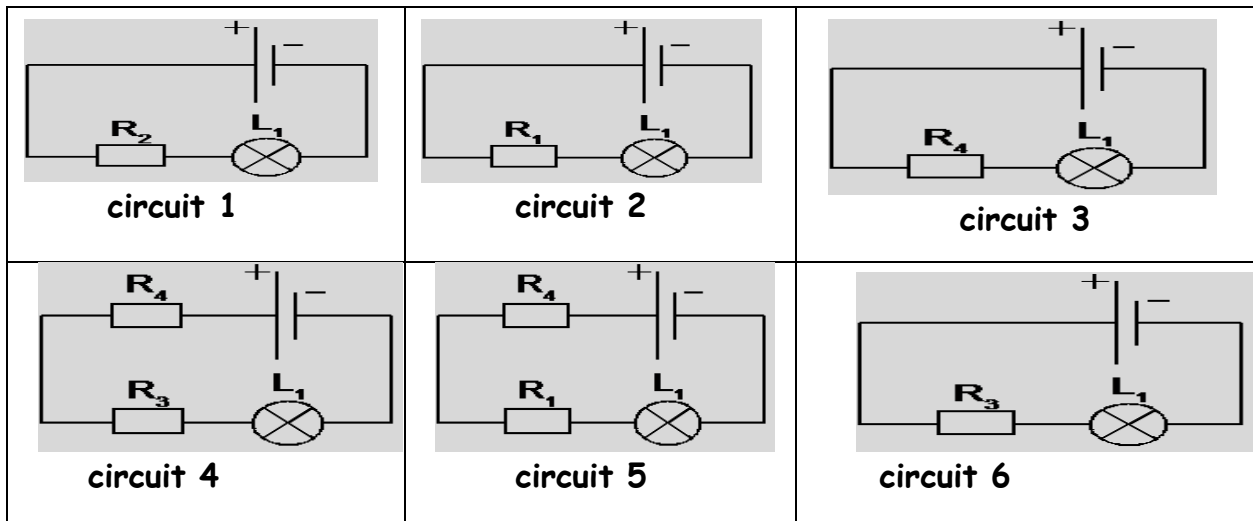 + −
R₂ L₁
circuit 1
+ −
R₁ L₁
circuit 2
+ −
R₄ L₁
circuit 3
R₄ + −
R₃ L₁
circuit 4
R₄ + −
R₁ L₁
circuit 5
+ −
R₃ L₁
circuit 6